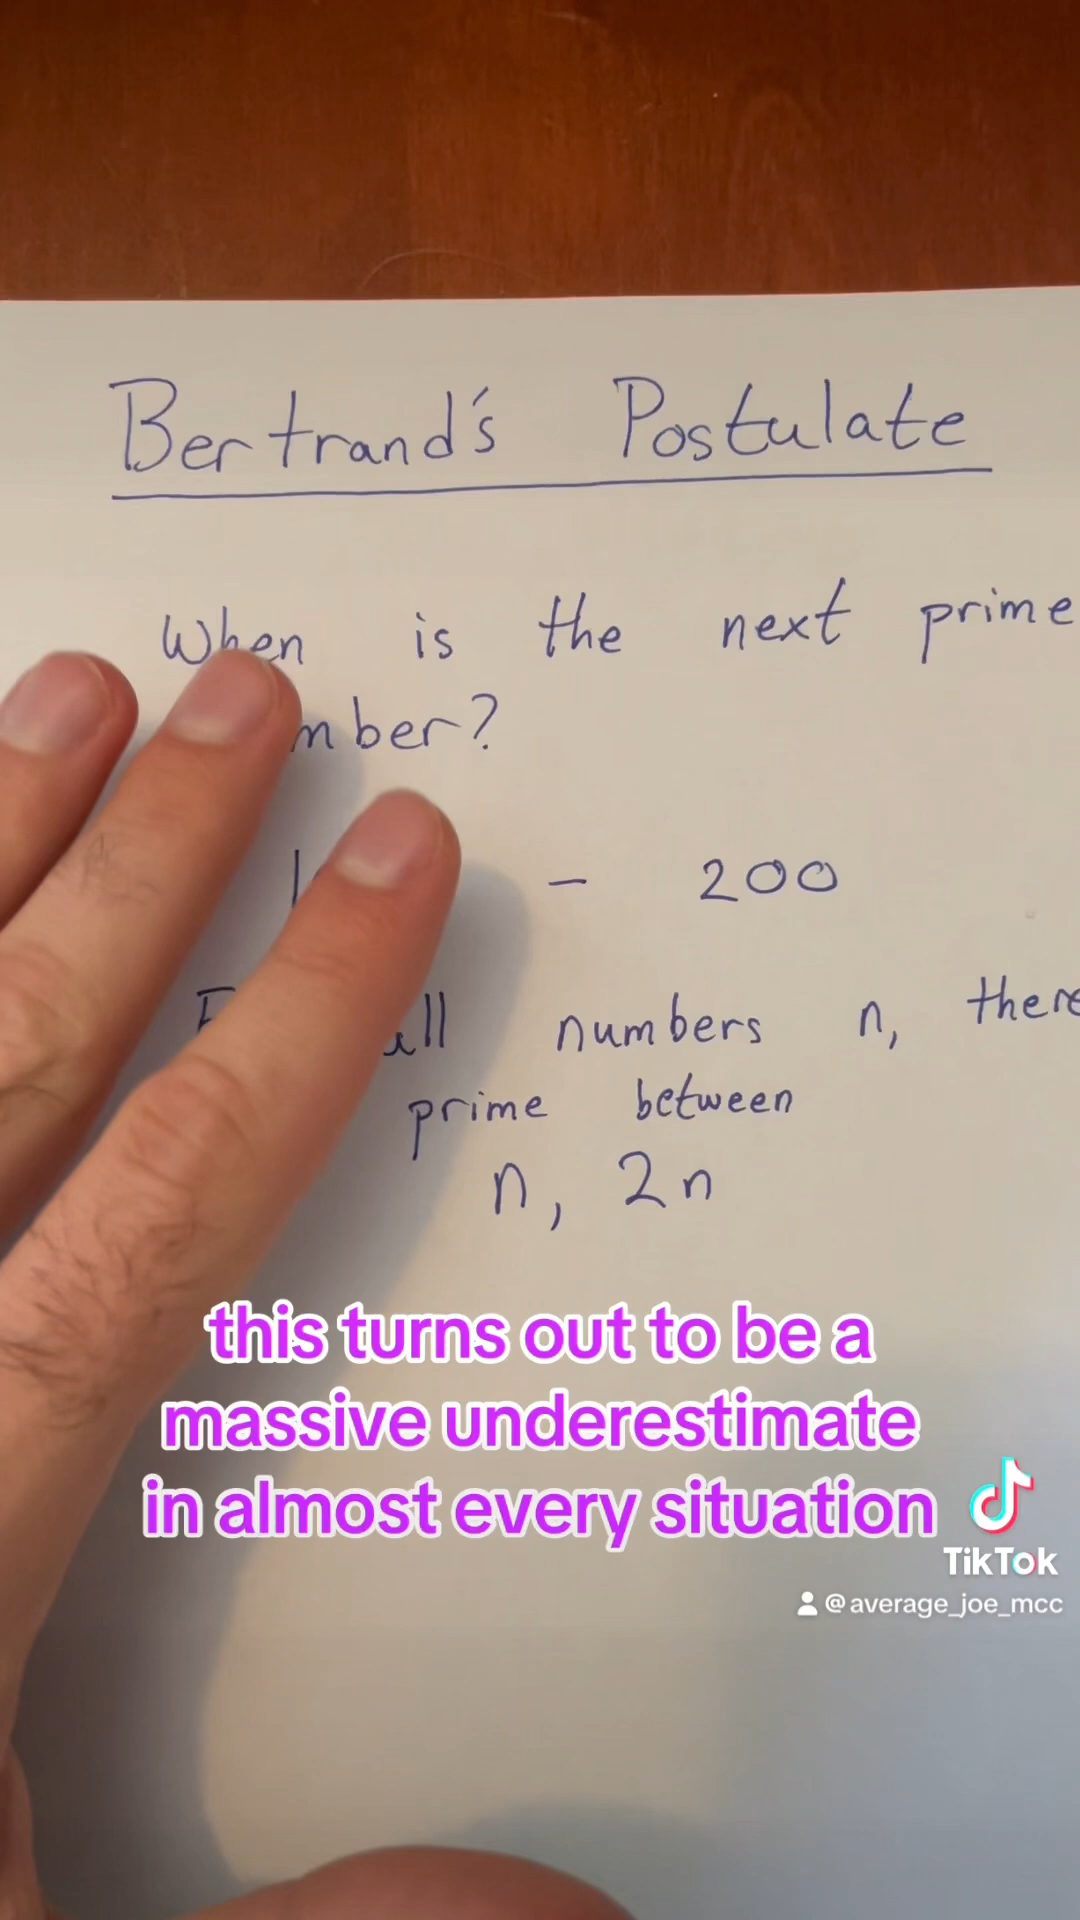 Bertrand's Postulate
When is the next prime
mber?
- 200
all numbers n, there
prime between
n, 2n
this turns out to be a
massive underestimate
in almost every situation
TikTok
@average_joe_mcc